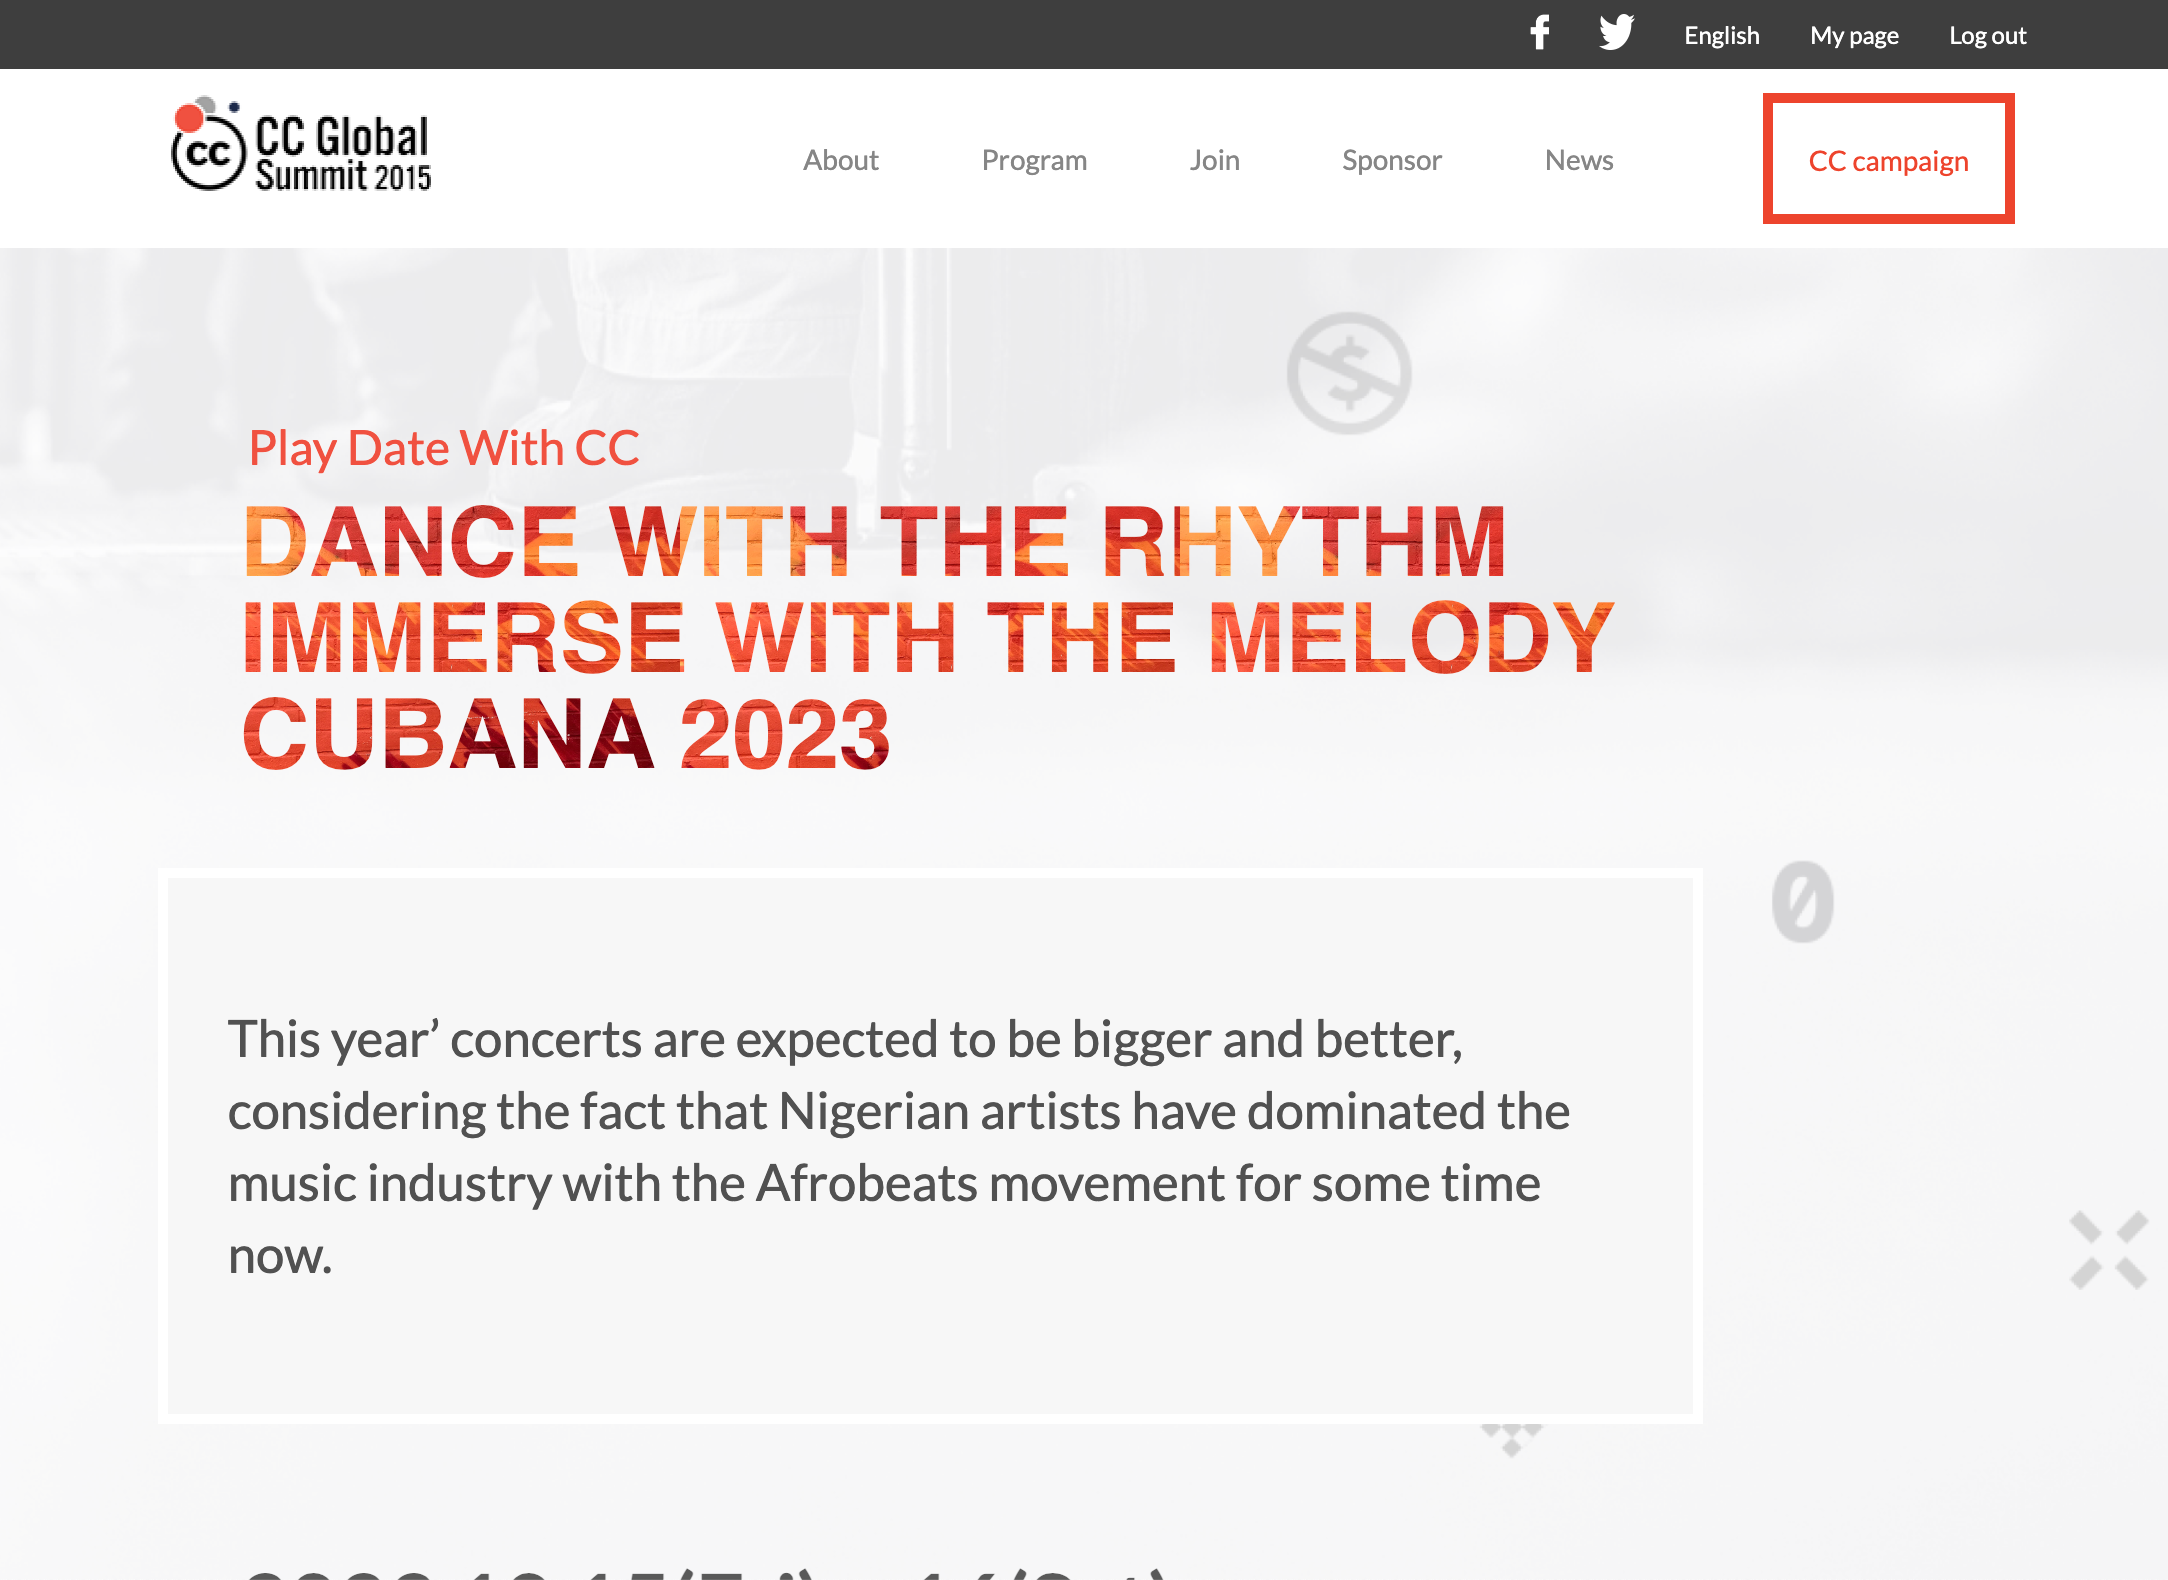 English My page Log out
CC Global
Summit 2015
cc
About Program Join Sponsor News CC campaign
Play Date With CC
DANCE WITH THE RHYTHM
IMMERSE WITH THE MELODY
CUBANA 2023
This year’ concerts are expected to be bigger and better,
considering the fact that Nigerian artists have dominated the
music industry with the Afrobeats movement for some time
now.